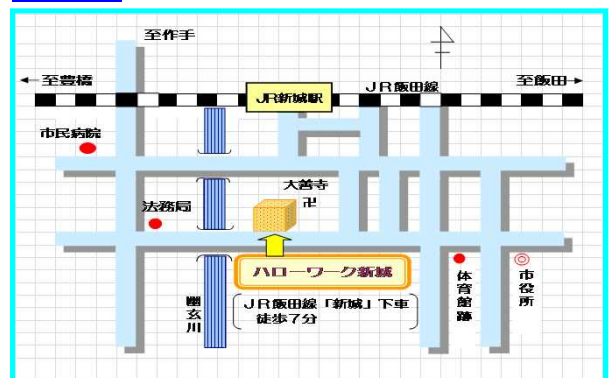 至作手
←至豊橋
JR新城駅
JR飯田線
至飯田→
市民病院
大善寺
卍
法務局
ハローワーク新城
体育館跡
市役所
幽玄川
JR飯田線「新城」下車
徒歩7分